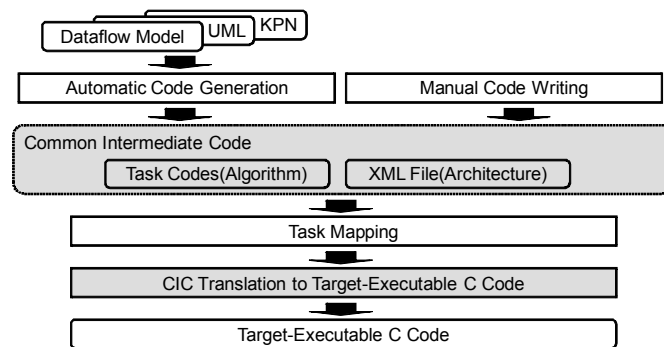 KPN
UML
Dataflow Model
Automatic Code Generation
Manual Code Writing
Common Intermediate Code
Task Codes(Algorithm)
XML File(Architecture)
Task Mapping
CIC Translation to Target-Executable C Code
Target-Executable C Code